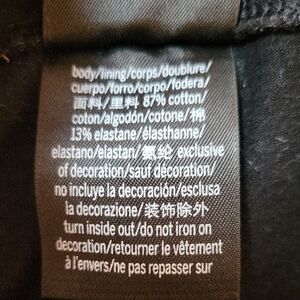 body/lining/corps/doublure/
cuerpo/forro/corpo/fodera/
面料/里料 87% cotton/
coton/algodón/cotone/棉
13% elastane/élasthanne/
elastano/elastan/氨纶 exclusive
of decoration/sauf décoration/
no incluye la decoración/esclusa
la decorazione/装饰除外
turn inside out/do not iron on
decoration/retourner le vêtement
à l'envers/ne pas repasser sur